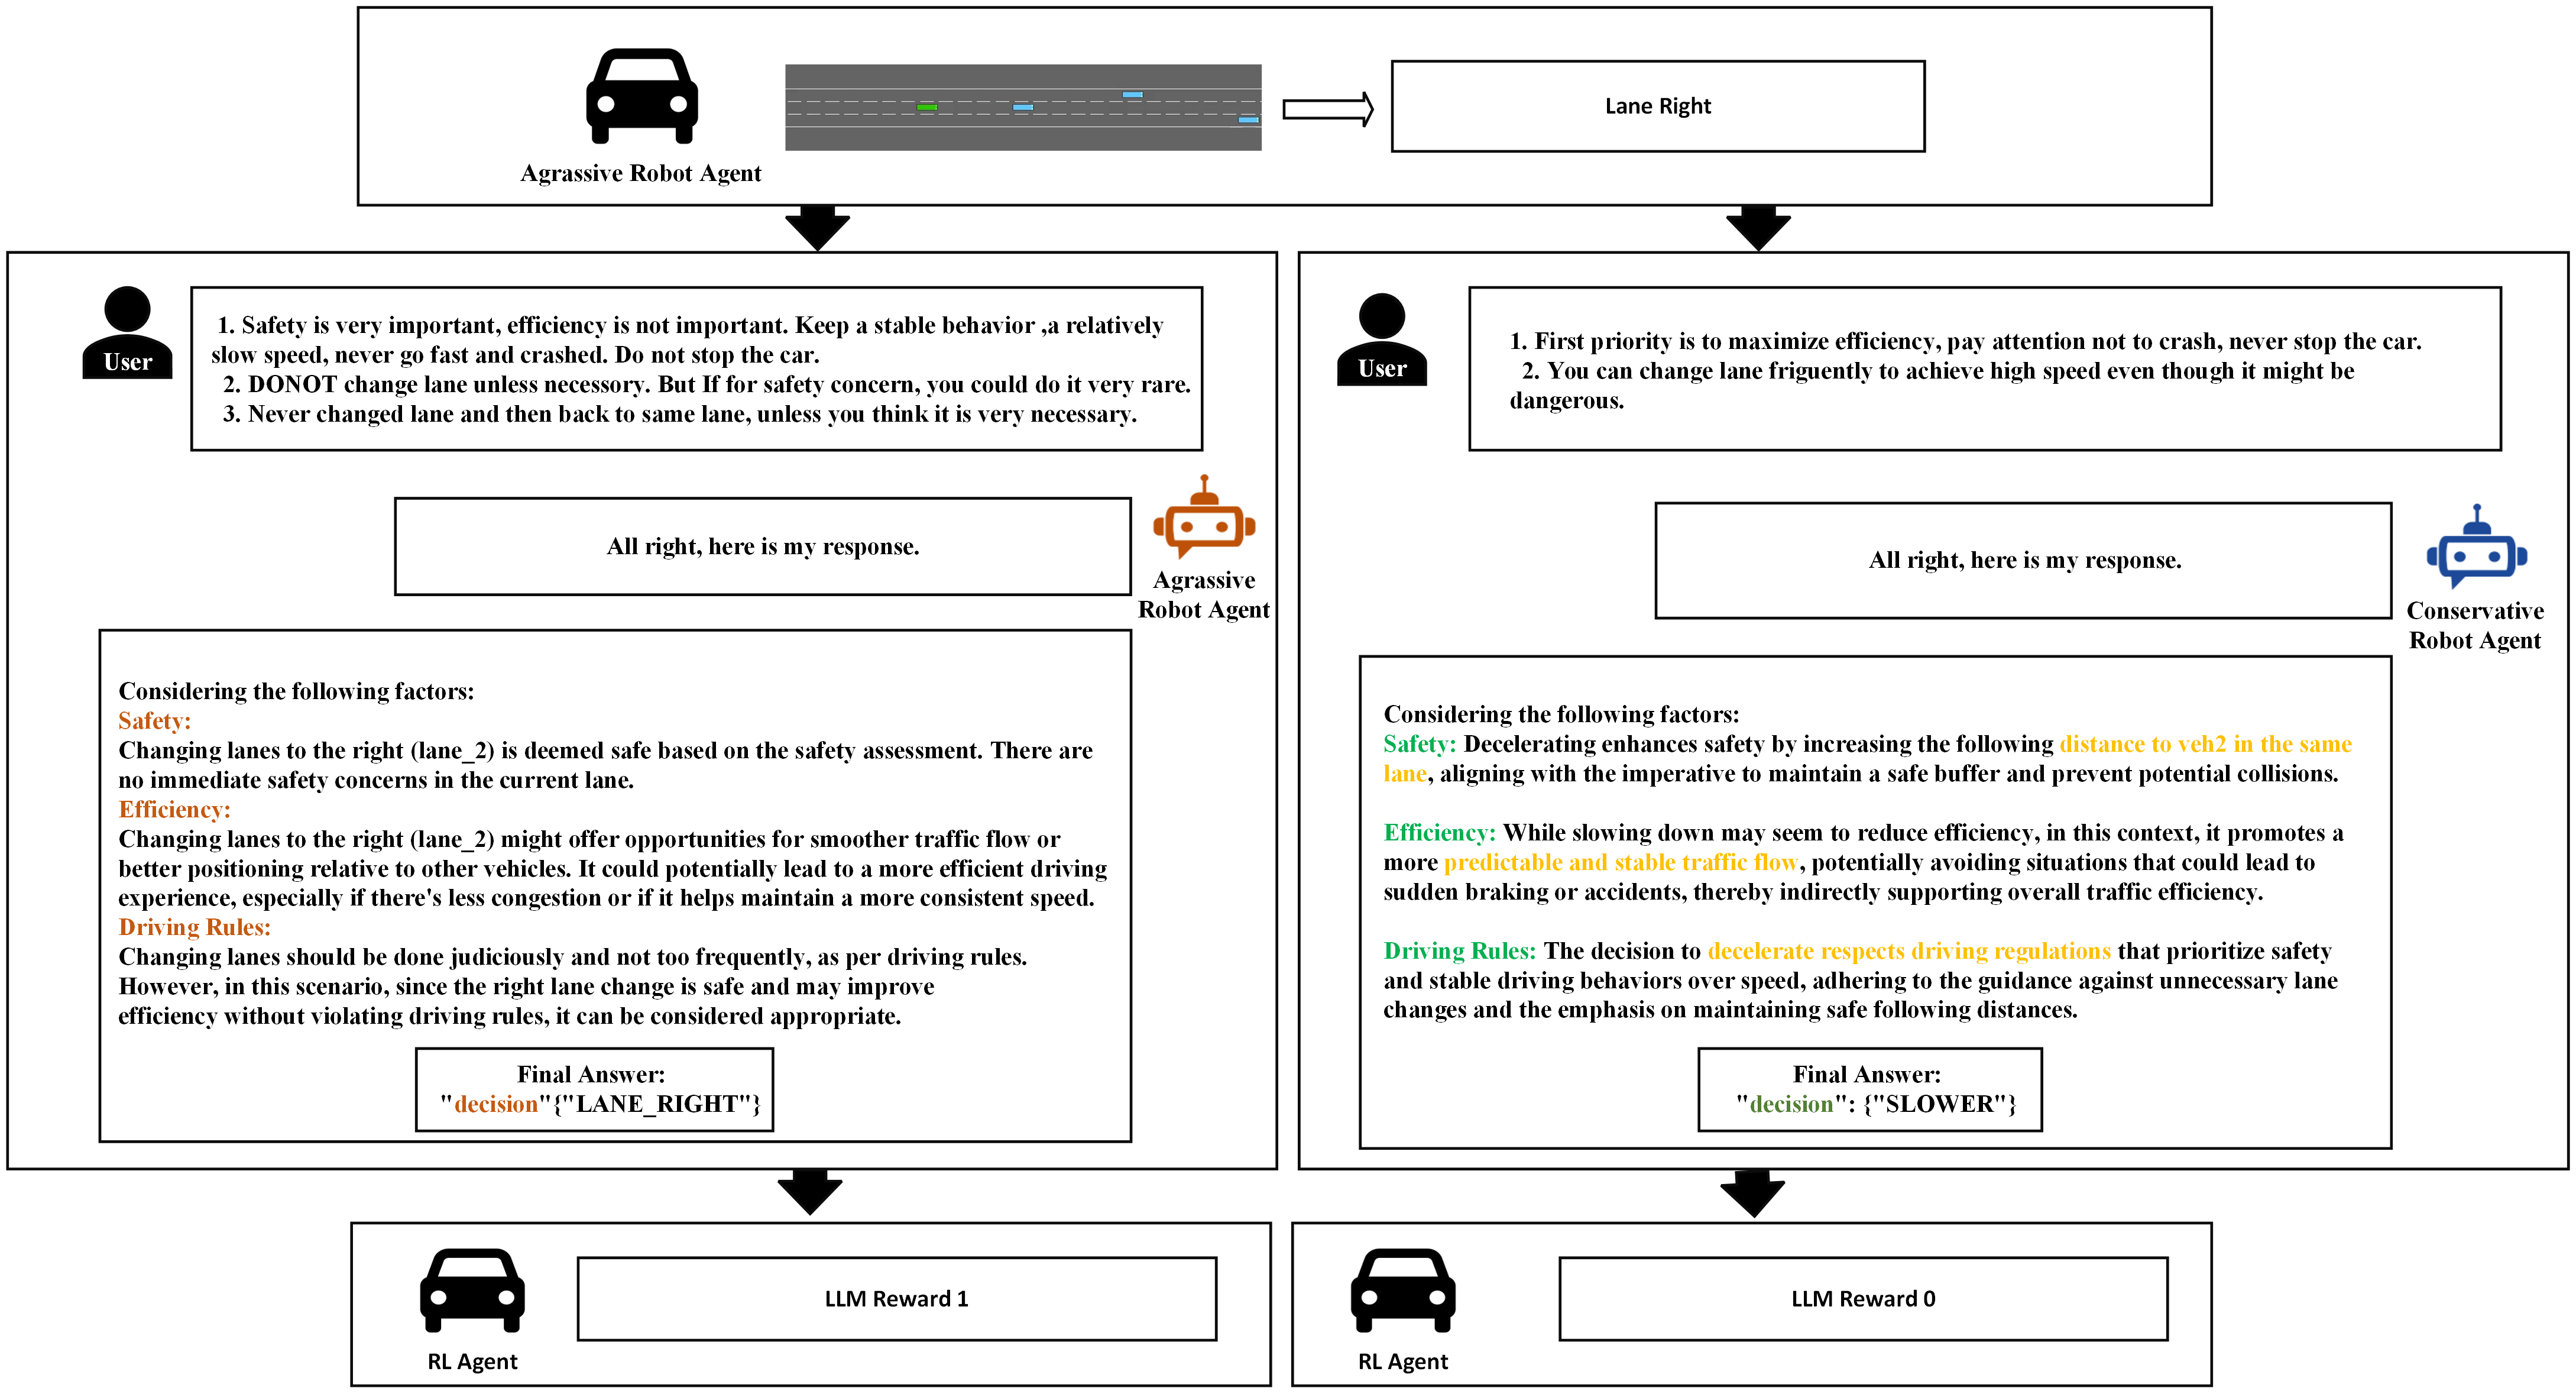 Agrassive Robot Agent
Lane Right
User
1. Safety is very important, efficiency is not important. Keep a stable behavior ,a relatively
slow speed, never go fast and crashed. Do not stop the car.
2. DONOT change lane unless necessory. But If for safety concern, you could do it very rare.
3. Never changed lane and then back to same lane, unless you think it is very necessary.
All right, here is my response.
Agrassive
Robot Agent
Considering the following factors:
Safety:
Changing lanes to the right (lane_2) is deemed safe based on the safety assessment. There are
no immediate safety concerns in the current lane.
Efficiency:
Changing lanes to the right (lane_2) might offer opportunities for smoother traffic flow or
better positioning relative to other vehicles. It could potentially lead to a more efficient driving
experience, especially if there's less congestion or if it helps maintain a more consistent speed.
Driving Rules:
Changing lanes should be done judiciously and not too frequently, as per driving rules.
However, in this scenario, since the right lane change is safe and may improve
efficiency without violating driving rules, it can be considered appropriate.
Final Answer:
"decision"{"LANE_RIGHT"}
User
1. First priority is to maximize efficiency, pay attention not to crash, never stop the car.
2. You can change lane friguently to achieve high speed even though it might be
dangerous.
All right, here is my response.
Conservative
Robot Agent
Considering the following factors:
Safety: Decelerating enhances safety by increasing the following distance to veh2 in the same
lane, aligning with the imperative to maintain a safe buffer and prevent potential collisions.
Efficiency: While slowing down may seem to reduce efficiency, in this context, it promotes a
more predictable and stable traffic flow, potentially avoiding situations that could lead to
sudden braking or accidents, thereby indirectly supporting overall traffic efficiency.
Driving Rules: The decision to decelerate respects driving regulations that prioritize safety
and stable driving behaviors over speed, adhering to the guidance against unnecessary lane
changes and the emphasis on maintaining safe following distances.
Final Answer:
"decision": {"SLOWER"}
RL Agent
LLM Reward 1
RL Agent
LLM Reward 0